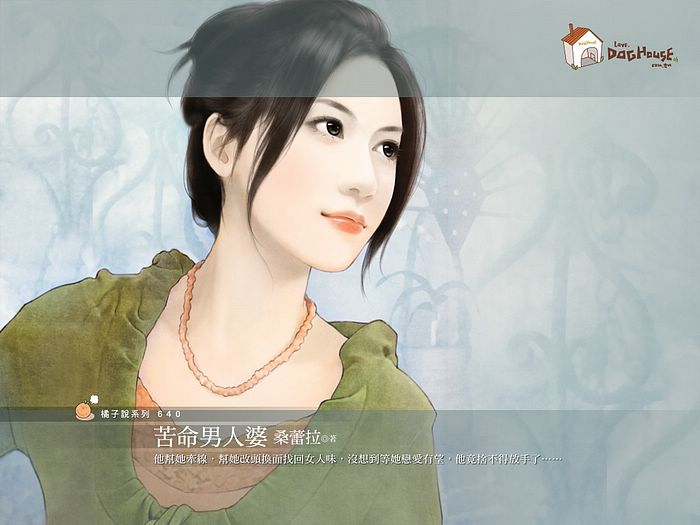 Love.
DOGHOUSE
com.tw
橘子說系列 640
苦命男人婆 桑蕾拉◎著
他幫她牽線，幫她改頭換面找回女人味，沒想到等她戀愛有望，他竟捨不得放手了……